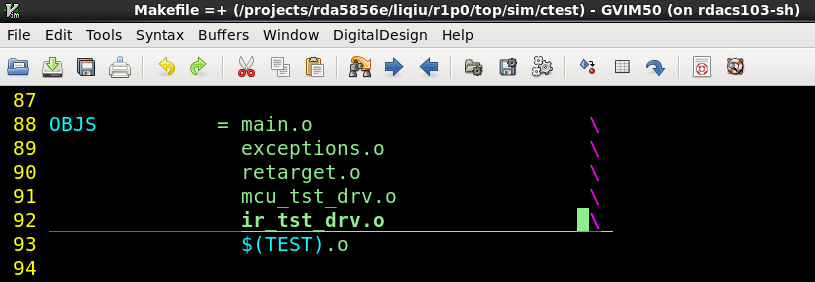 Makefile =+ (/projects/rda5856e/liqiu/r1p0/top/sim/ctest) - GVIM50 (on rdacs103-sh)
File Edit Tools Syntax Buffers Window DigitalDesign Help
87
88 OBJS = main.o \
89 exceptions.o \
90 retarget.o \
91 mcu_tst_drv.o \
92 ir_tst_drv.o \
93 $(TEST).o
94